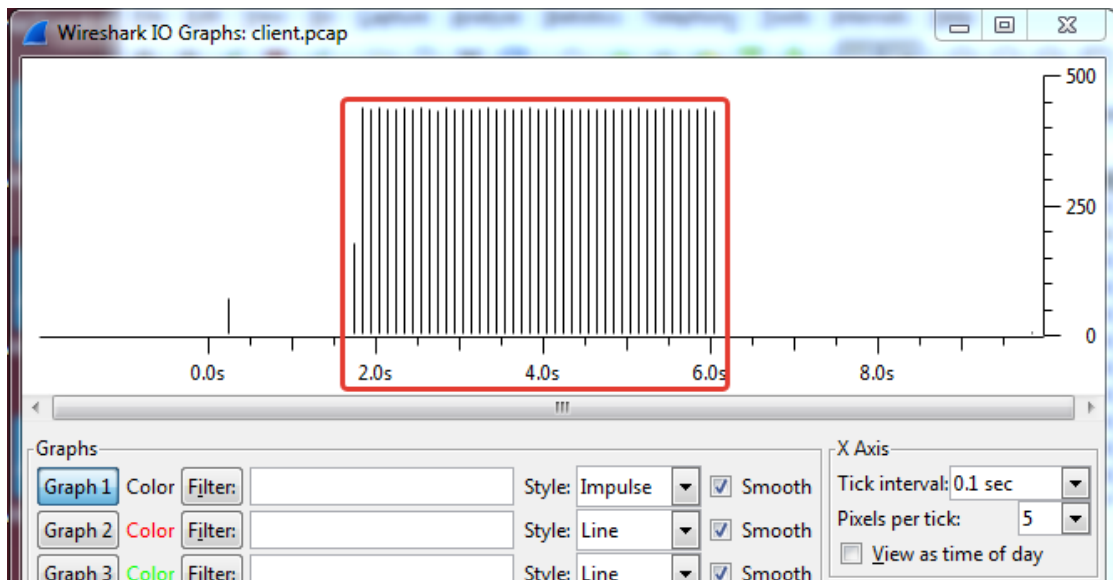 Wireshark IO Graphs: client.pcap
500
250
0
0.0s 2.0s 4.0s 6.0s 8.0s
Graphs
Graph 1 Color Filter: Style: Impulse Smooth
Graph 2 Color Filter: Style: Line Smooth
Graph 3 Color Filter: Style: Line Smooth
X Axis
Tick interval: 0.1 sec
Pixels per tick: 5
View as time of day